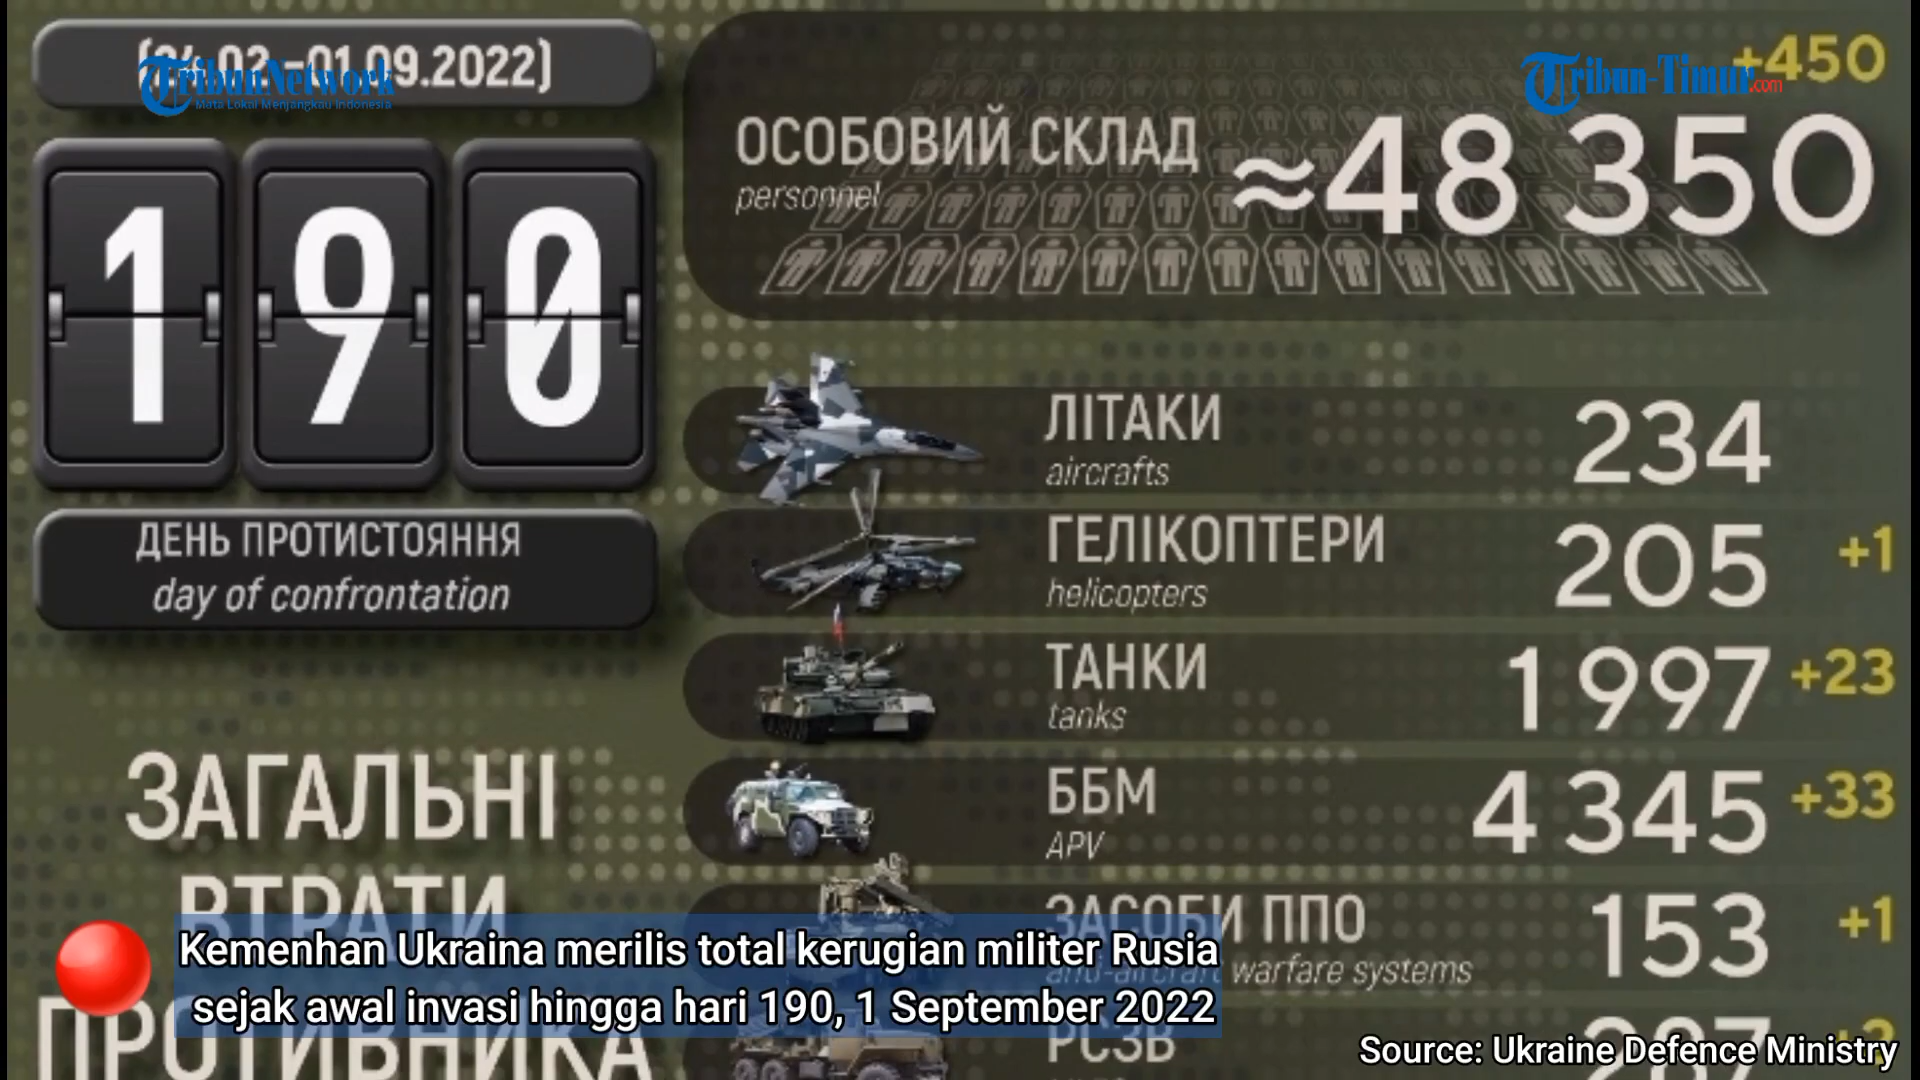 (24.02 –01.09.2022)
TribunNetwork
Mata Lokal Menjangkau Indonesia
190
ДЕНЬ ПРОТИСТОЯННЯ
day of confrontation
ЗАГАЛЬНІ
ВТРАТИ
ПРОТИВНИКА
Tribun-Timur.com
+450
ОСОБОВИЙ СКЛАД ≈48 350
personnel
ЛІТАКИ 234
aircrafts
ГЕЛІКОПТЕРИ 205 +1
helicopters
ТАНКИ 1 997 +23
tanks
ББМ 4 345 +33
APV
ЗАСОБИ ППО 153 +1
anti-aircraft warfare systems
РСЗВ
Kemenhan Ukraina merilis total kerugian militer Rusia
sejak awal invasi hingga hari 190, 1 September 2022
Source: Ukraine Defence Ministry